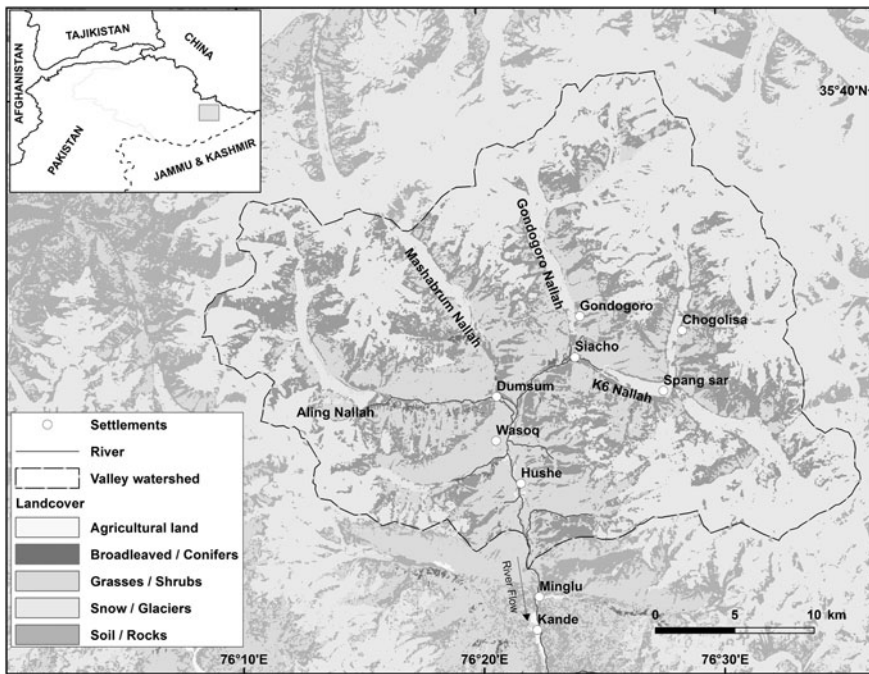 TAJIKISTAN
CHINA
AFGHANISTAN
PAKISTAN
JAMMU & KASHMIR
35°40'N
Gondogoro Nallah
Mashabrum Nallah
Gondogoro
Chogolisa
Siacho
Spang sar
K6 Nallah
Dumsum
Aling Nallah
Wasoq
Hushe
Settlements
River
Valley watershed
Landcover
Agricultural land
Broadleaved / Conifers
Grasses / Shrubs
Snow / Glaciers
Soil / Rocks
River Flow
Minglu
Kande
0 5 10 km
76°10'E 76°20'E 76°30'E